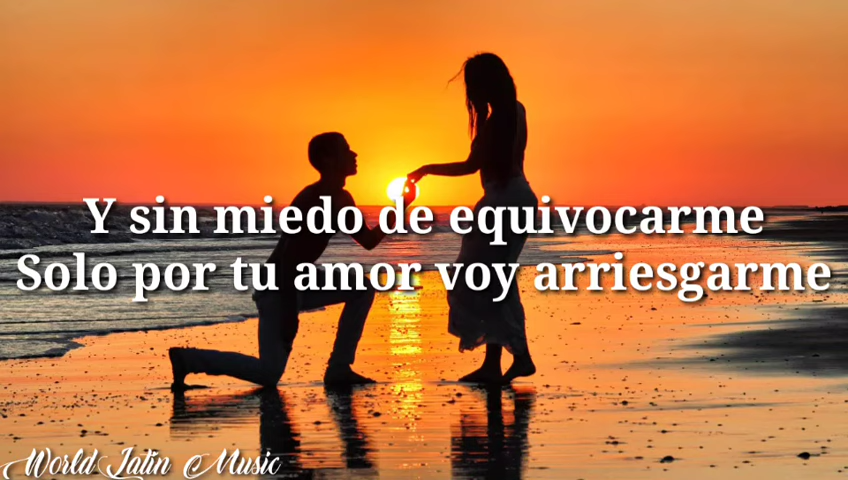 Y sin miedo de equivocarme
Solo por tu amor voy arriesgarme
World Latin Music